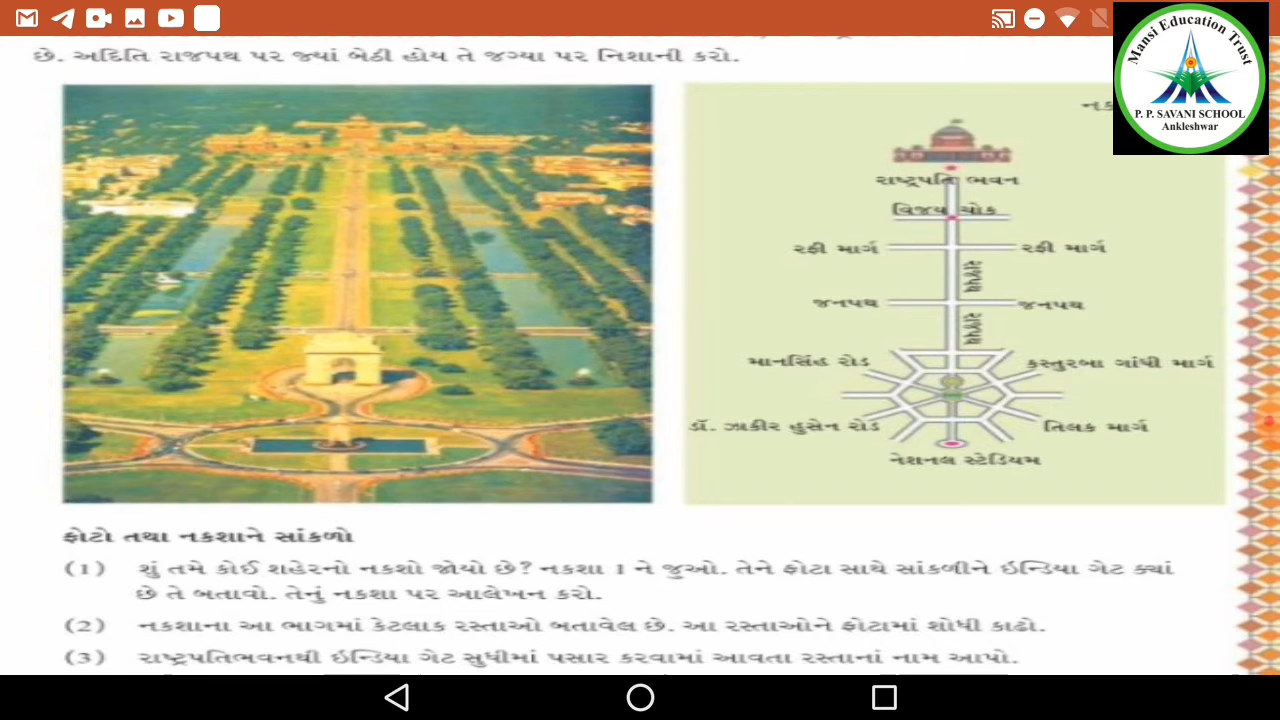 છે. અદિતિ રાજપથ પર જ્યાં બેઠી હોય તે જગ્યા પર નિશાની કરો.
Mansi Education Trust
P. P. SAVANI SCHOOL
Ankleshwar
રાષ્ટ્રપતિ ભવન
વિજય ચોક
રફી માર્ગ રફી માર્ગ
રાજપથ
જનપથ જનપથ
રાજપથ
માનસિંહ રોડ કસ્તુરબા ગાંધી માર્ગ
ડૉ. ઝાકીર હુસેન રોડ તિલક માર્ગ
નેશનલ સ્ટેડિયમ
ફોટો તથા નકશાને સાંકળો
(1) શું તમે કોઈ શહેરનો નકશો જોયો છે? નકશા 1 ને જુઓ. તેને ફોટા સાથે સાંકળીને ઇન્ડિયા ગેટ ક્યાં
છે તે બતાવો. તેનું નકશા પર આલેખન કરો.
(2) નકશાના આ ભાગમાં કેટલાક રસ્તાઓ બતાવેલ છે. આ રસ્તાઓને ફોટામાં શોધી કાઢો.
(3) રાષ્ટ્રપતિભવનથી ઇન્ડિયા ગેટ સુધીમાં પસાર કરવામાં આવતા રસ્તાનાં નામ આપો.